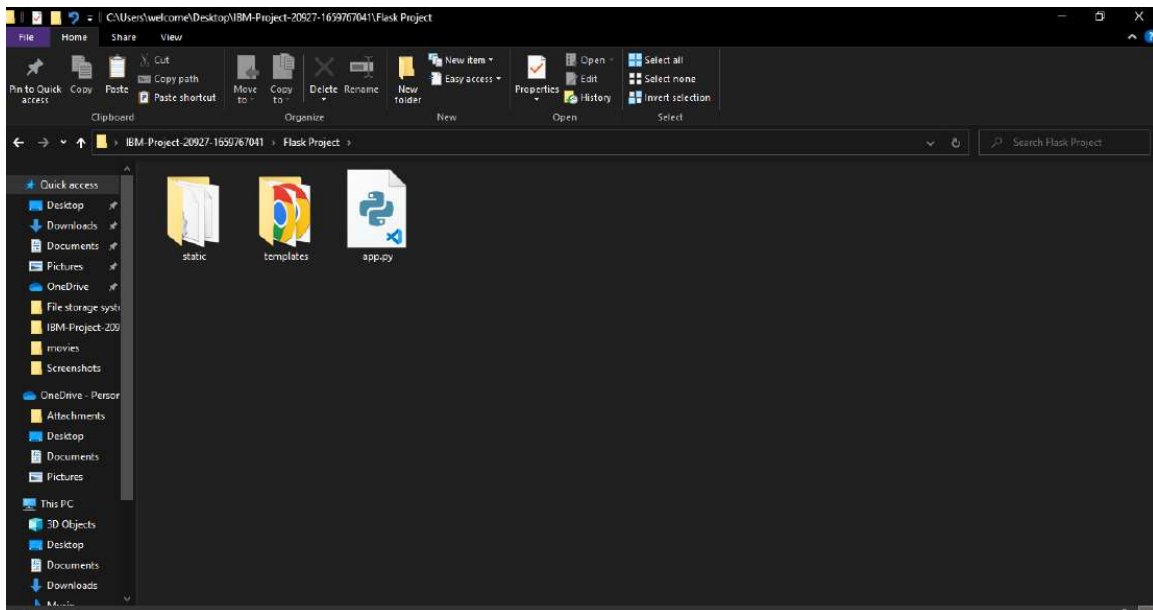 C:\Users\welcome\Desktop\IBM-Project-20927-1659767041\Flask Project
File Home Share View
Pin to Quick access
Copy
Paste
Cut
Copy path
Paste shortcut
Move to
Copy to
Delete
Rename
New folder
New item
Easy access
Properties
Open
Edit
History
Select all
Select none
Invert selection
Clipboard Organize New Open Select
IBM-Project-20927-1659767041 › Flask Project ›
Search Flask Project
Quick access
Desktop
Downloads
Documents
Pictures
OneDrive
File storage syst
IBM-Project-209
movies
Screenshots
OneDrive - Person
Attachments
Desktop
Documents
Pictures
This PC
3D Objects
Desktop
Documents
Downloads
Music
static
templates
app.py